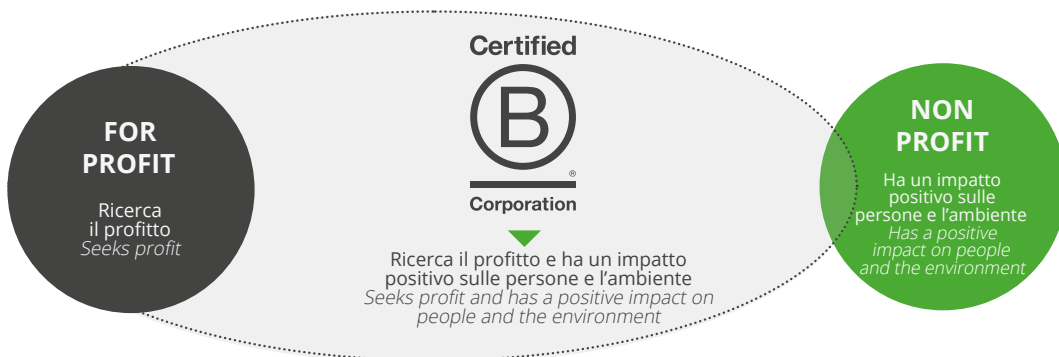 FOR
PROFIT
Ricerca
il profitto
Seeks profit
Certified
B
®
Corporation
Ricerca il profitto e ha un impatto
positivo sulle persone e l’ambiente
Seeks profit and has a positive impact on
people and the environment
NON
PROFIT
Ha un impatto
positivo sulle
persone e l’ambiente
Has a positive
impact on people
and the environment